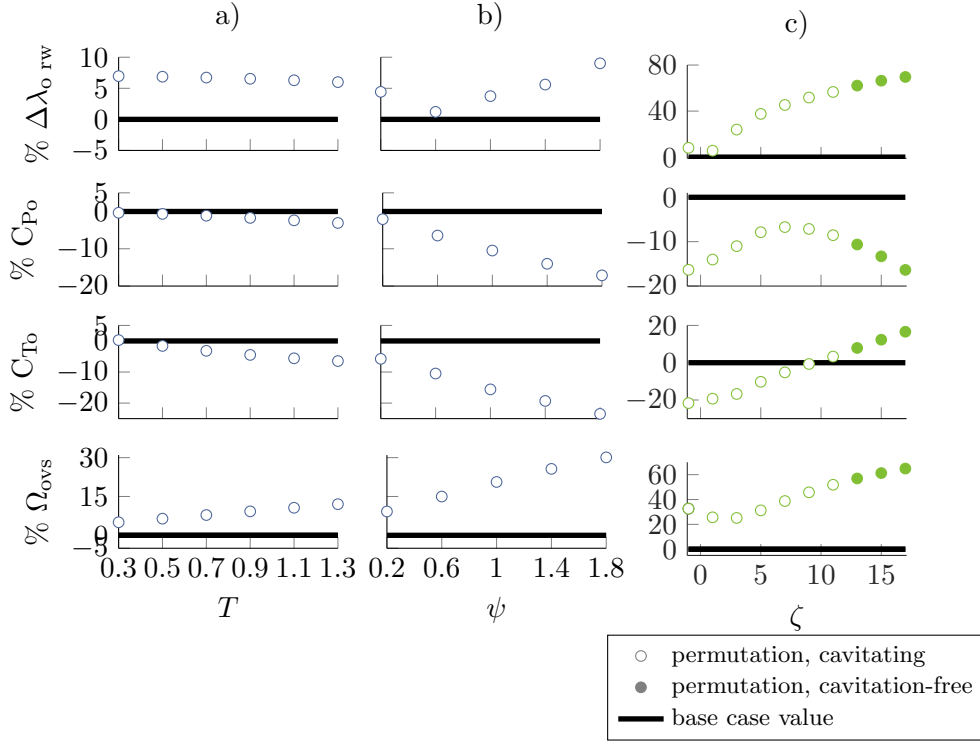 a) b) c)
% Δλo rw
10
5
0
−5
80
40
0
% CPo
5
0
−10
−20
0
−10
−20
% CTo
5
0
−10
−20
20
0
−20
% Ωovs
30
15
0
−5
60
40
20
0
0.3 0.5 0.7 0.9 1.1 1.3
0.2 0.6 1 1.4 1.8
0 5 10 15
T ψ ζ
permutation, cavitating
permutation, cavitation-free
base case value